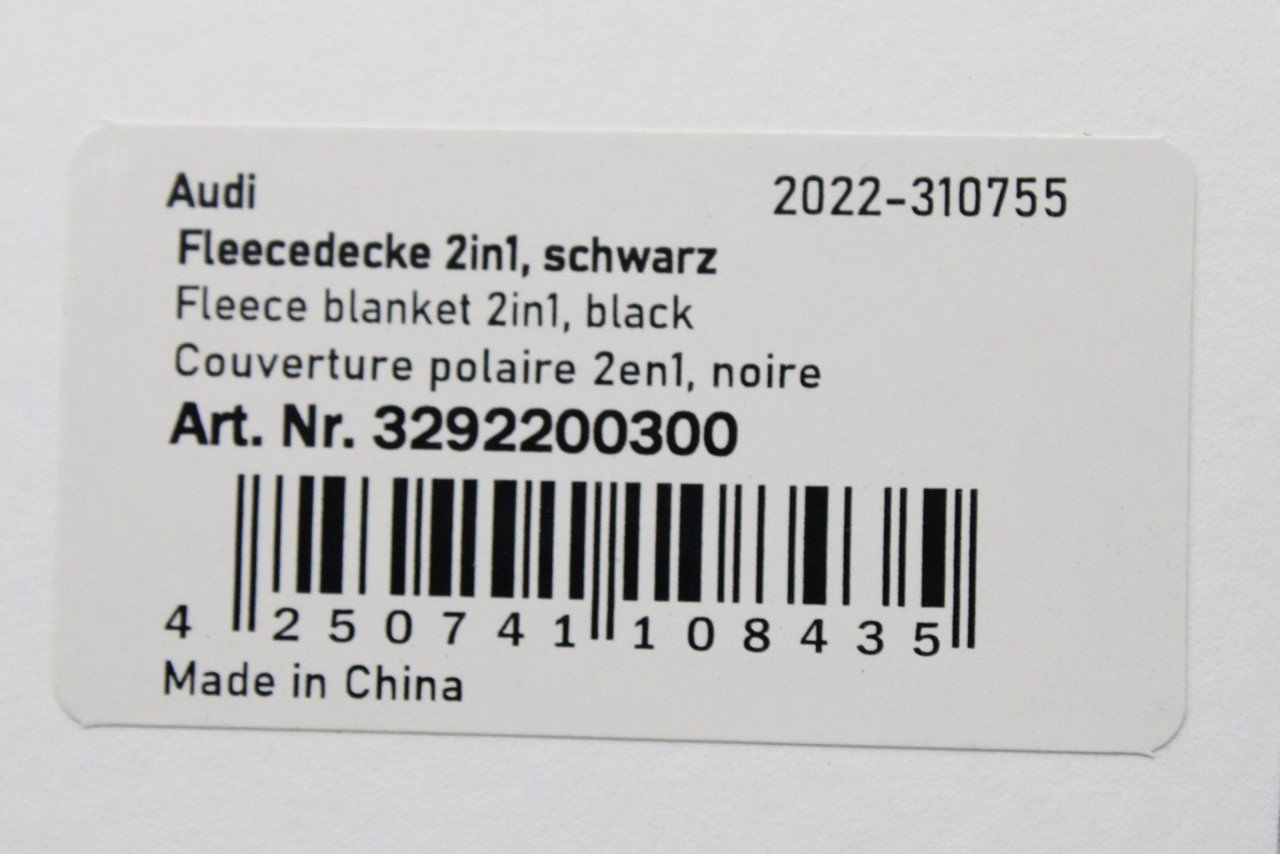 Audi 2022-310755
Fleecedecke 2in1, schwarz
Fleece blanket 2in1, black
Couverture polaire 2en1, noire
Art. Nr. 3292200300
4 250741 108435
Made in China